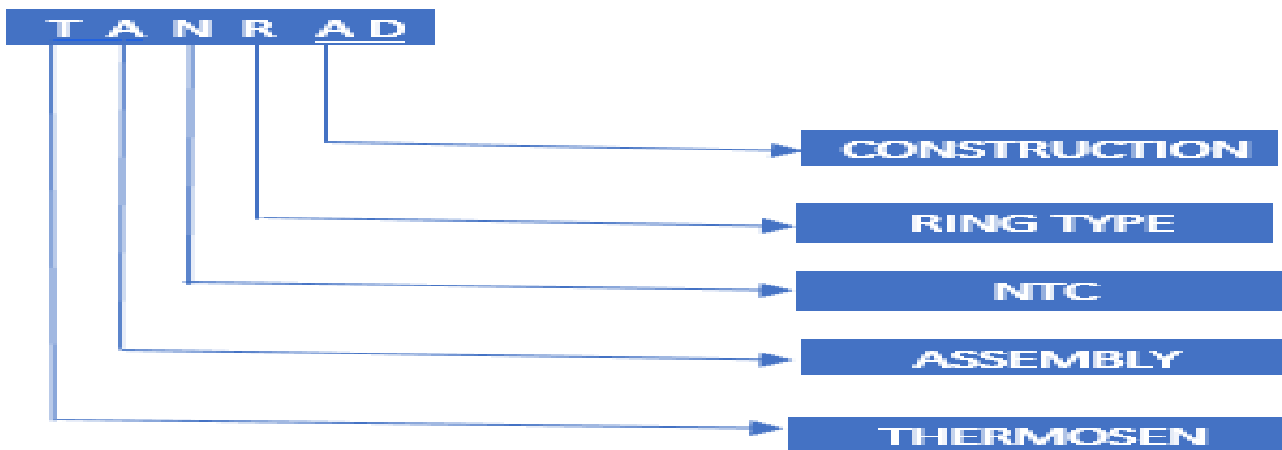 T A N R A D
CONSTRUCTION
RING TYPE
NTC
ASSEMBLY
THERMOSEN